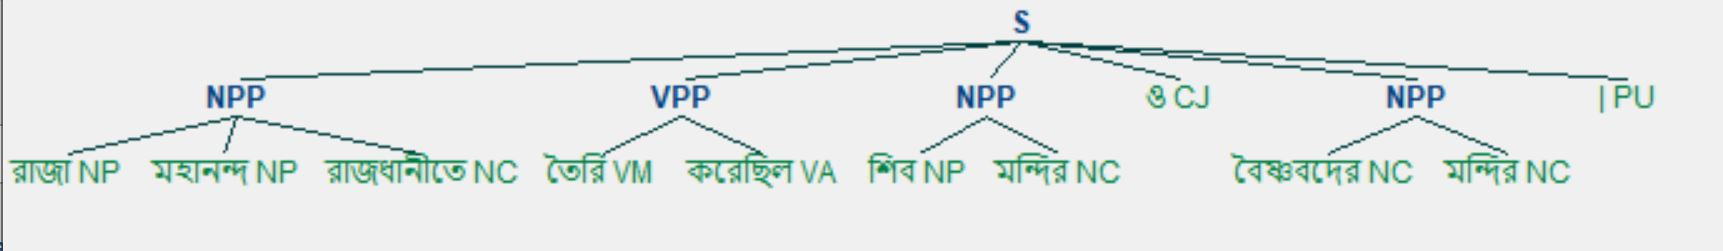 S
NPP VPP NPP ও CJ NPP | PU
রাজা NP মহানন্দ NP রাজধানীতে NC তৈরি VM করেছিল VA শিব NP মন্দির NC বৈষ্ণবদের NC মন্দির NC